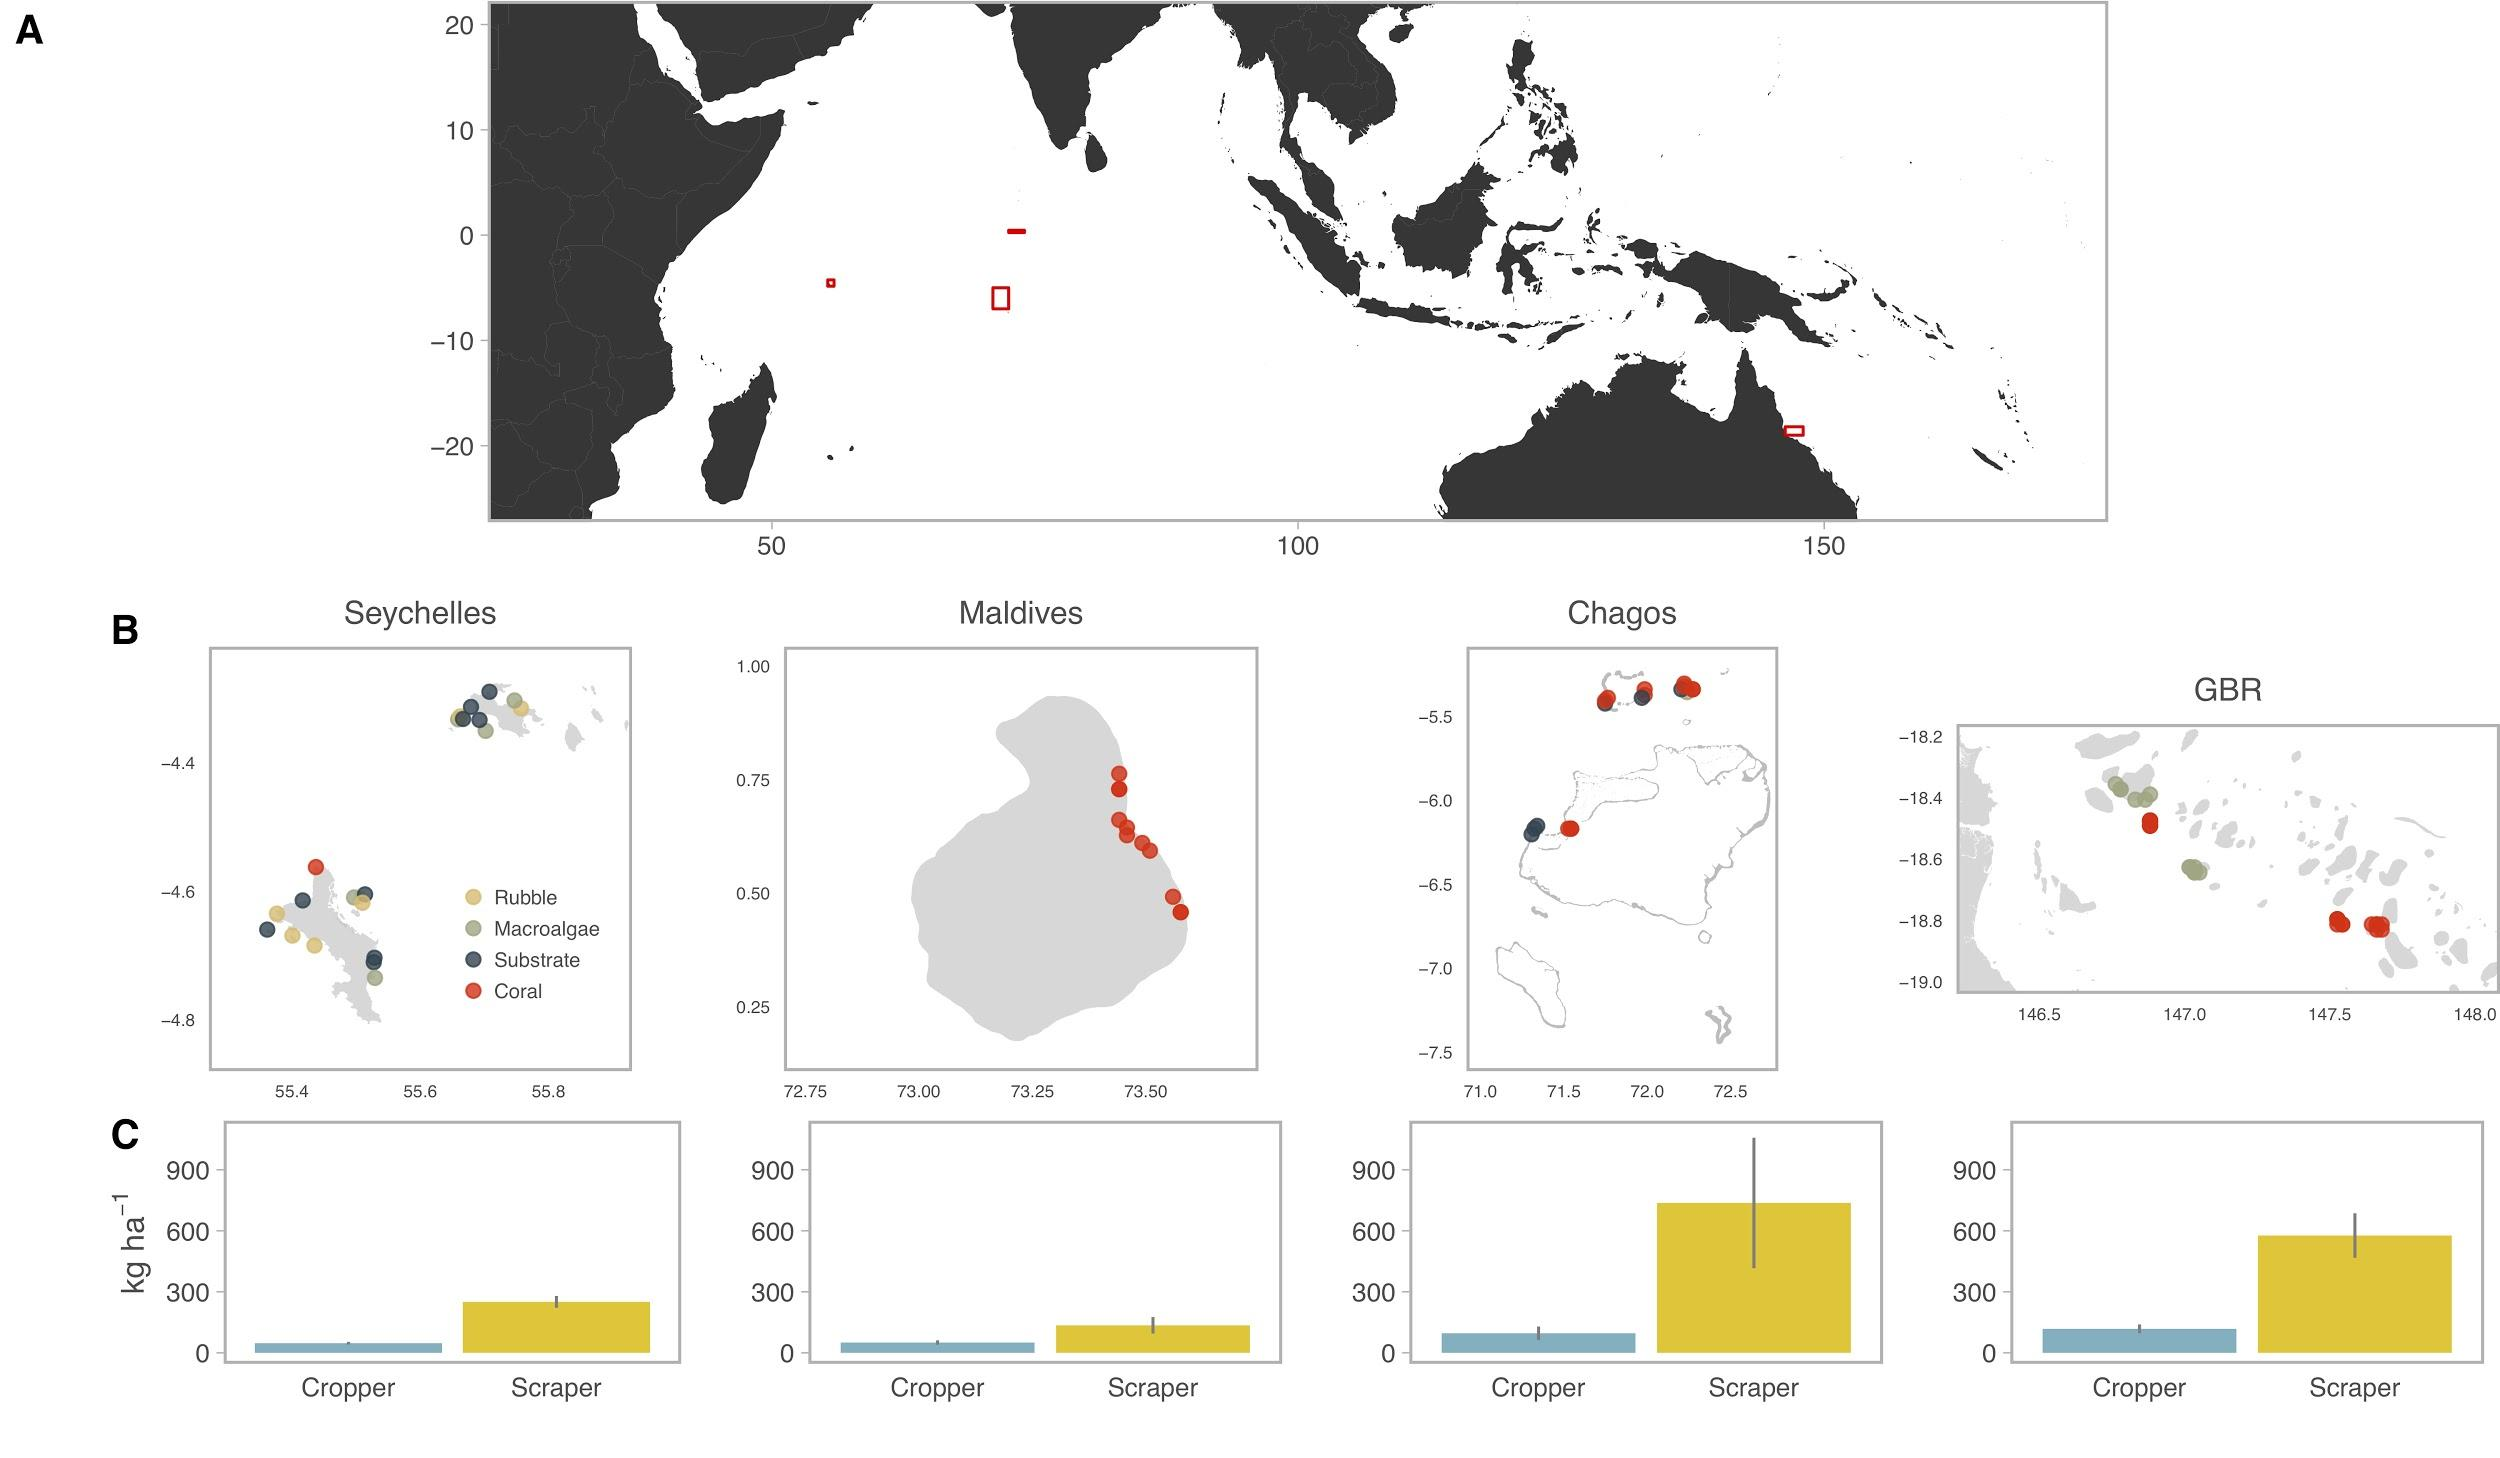 A
20
10
0
−10
−20
50 100 150
B
Seychelles Maldives Chagos GBR
−4.4
−4.6
−4.8
55.4 55.6 55.8
Rubble
Macroalgae
Substrate
Coral
1.00
0.75
0.50
0.25
72.75 73.00 73.25 73.50
−5.5
−6.0
−6.5
−7.0
−7.5
71.0 71.5 72.0 72.5
−18.2
−18.4
−18.6
−18.8
−19.0
146.5 147.0 147.5 148.0
C
kg ha⁻¹
900
600
300
0
Cropper Scraper
900
600
300
0
Cropper Scraper
900
600
300
0
Cropper Scraper
900
600
300
0
Cropper Scraper